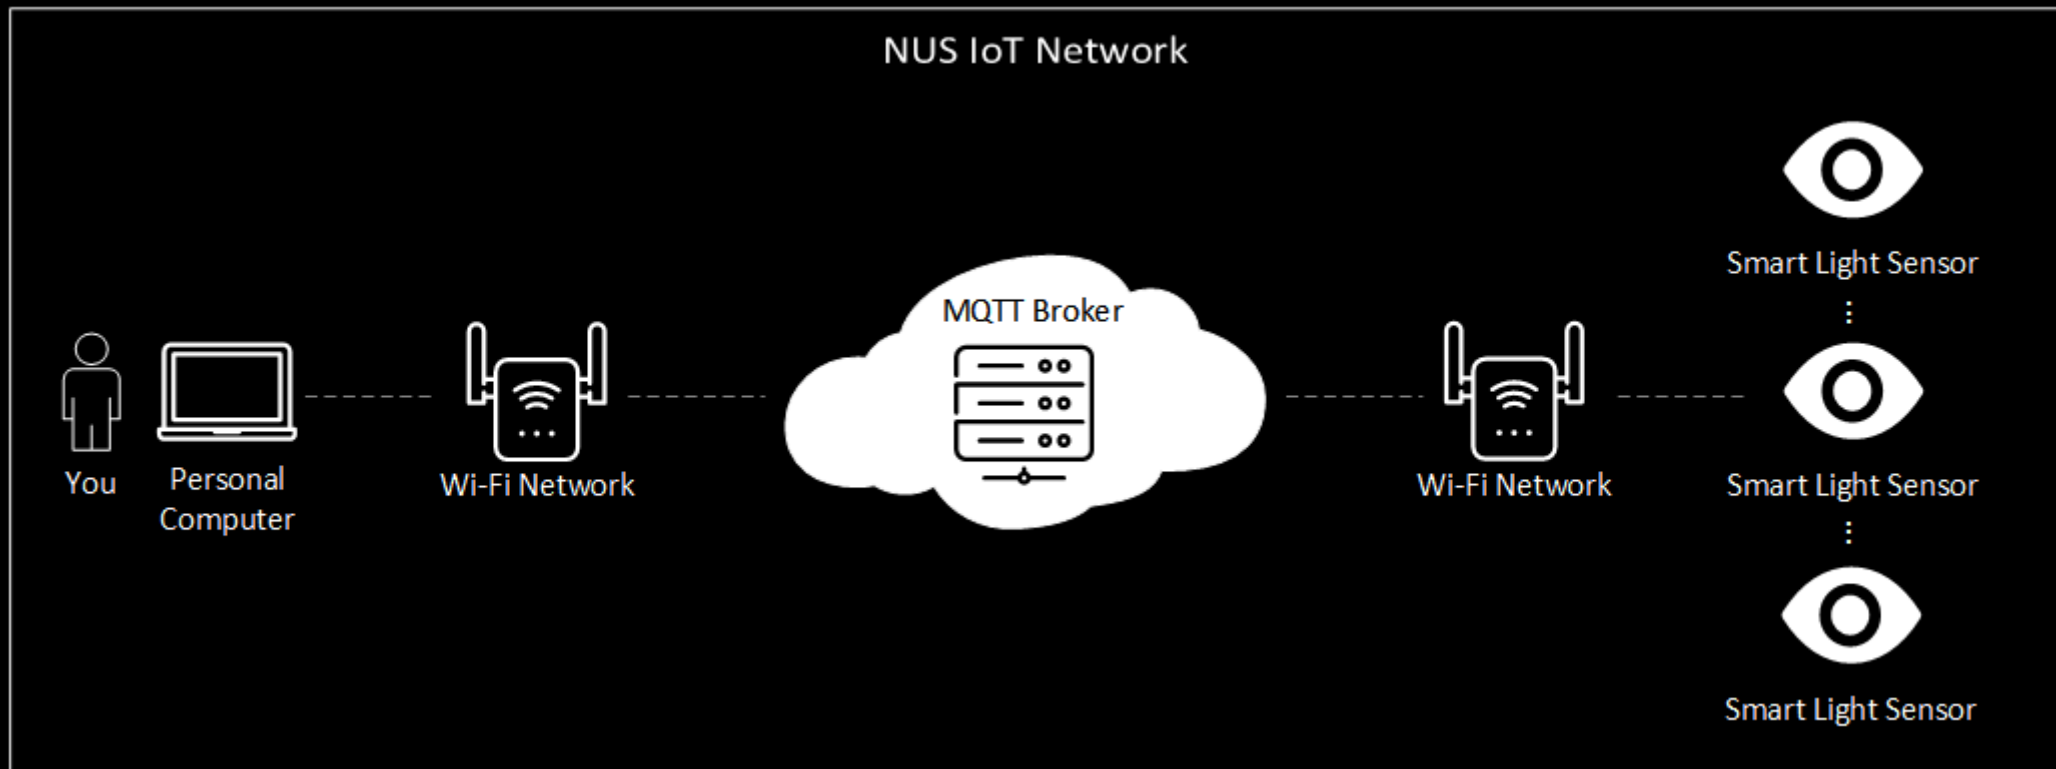 NUS IoT Network
Smart Light Sensor
MQTT Broker
You
Personal
Computer
Wi-Fi Network
Wi-Fi Network
Smart Light Sensor
Smart Light Sensor